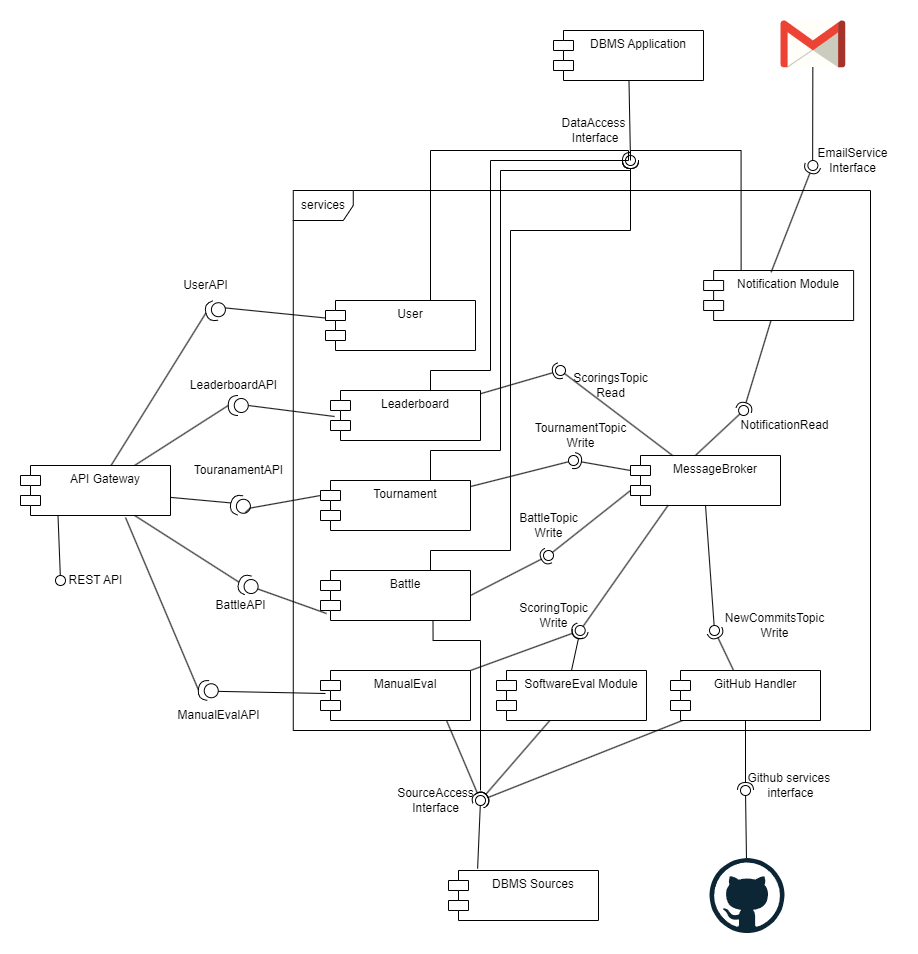 DBMS Application
DataAccess
Interface
EmailService
Interface
services
UserAPI
Notification Module
User
LeaderboardAPI
Leaderboard
ScoringsTopic
Read
TournamentTopic
Write
NotificationRead
TouranamentAPI
API Gateway
Tournament
MessageBroker
BattleTopic
Write
REST API
Battle
BattleAPI
ScoringTopic
Write
NewCommitsTopic
Write
ManualEval
SoftwareEval Module
GitHub Handler
ManualEvalAPI
SourceAccess
Interface
Github services
interface
DBMS Sources